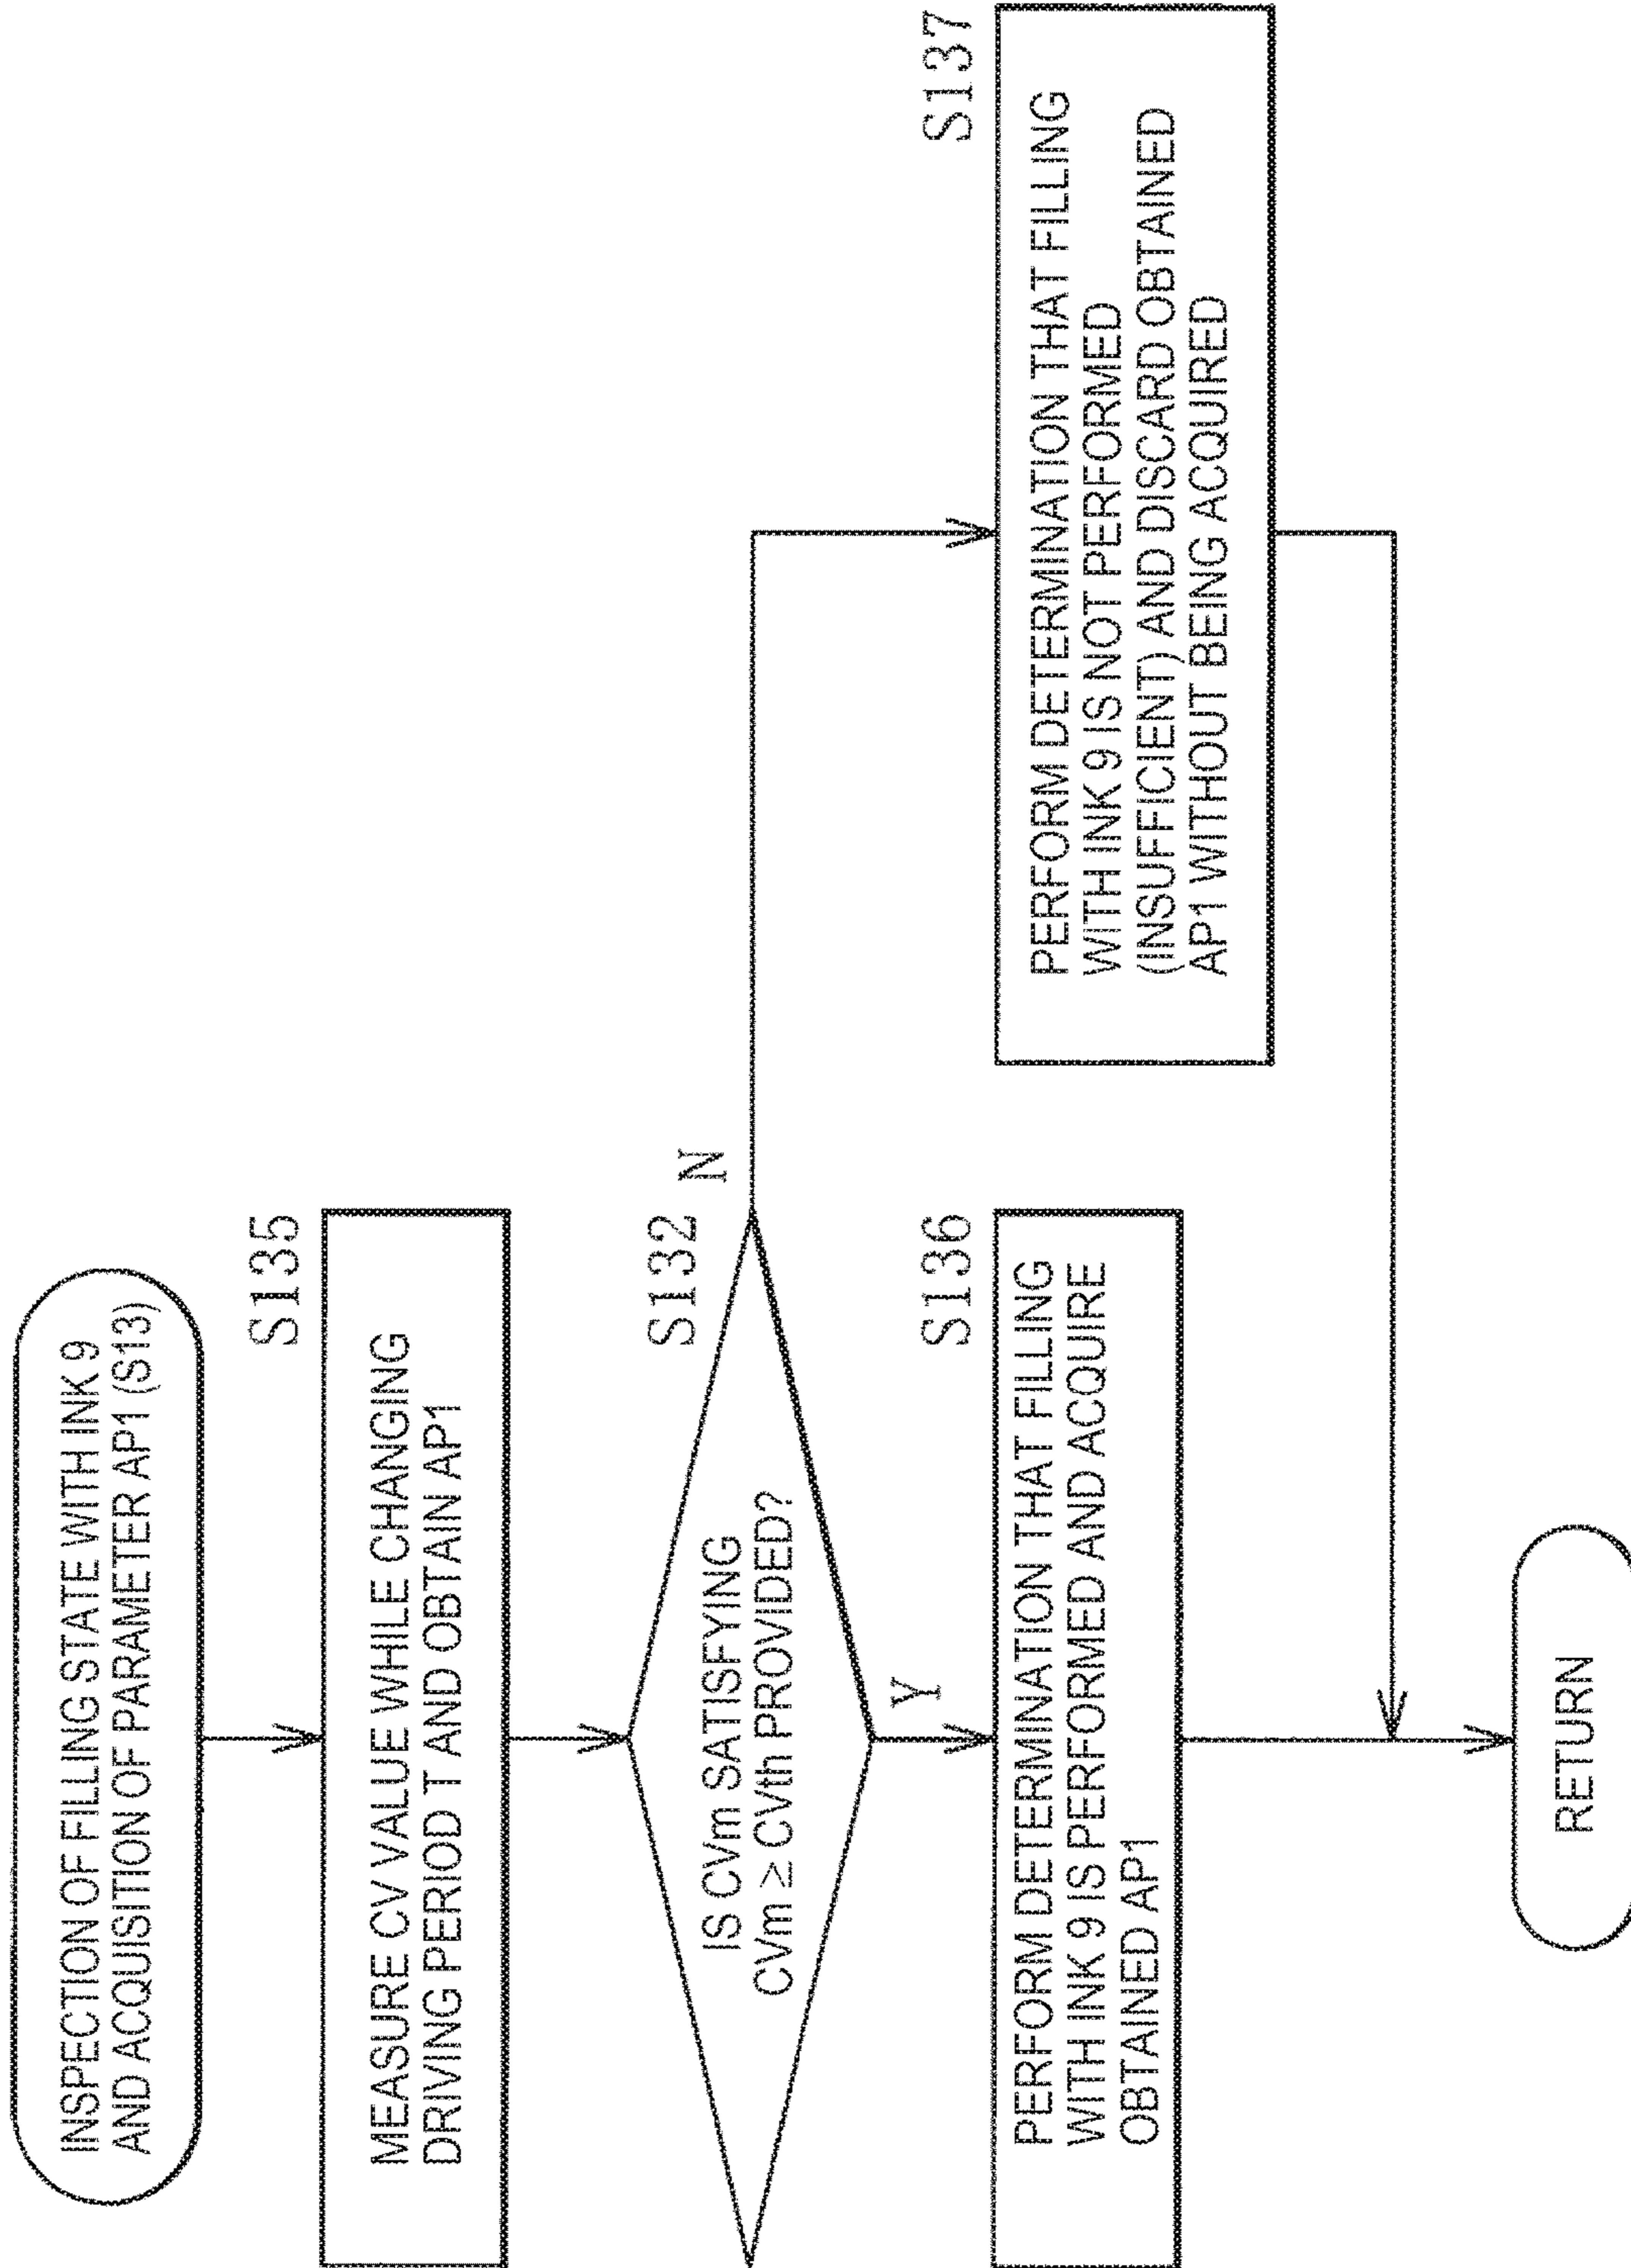 INSPECTION OF FILLING STATE WITH INK 9
AND ACQUISITION OF PARAMETER AP1 (S13)
S135
MEASURE CV VALUE WHILE CHANGING
DRIVING PERIOD T AND OBTAIN AP1
S132
N
IS CVm SATISFYING
CVm ≥ CVth PROVIDED?
Y
S136
PERFORM DETERMINATION THAT FILLING
WITH INK 9 IS PERFORMED AND ACQUIRE
OBTAINED AP1
S137
PERFORM DETERMINATION THAT FILLING
WITH INK 9 IS NOT PERFORMED
(INSUFFICIENT) AND DISCARD OBTAINED
AP1 WITHOUT BEING ACQUIRED
RETURN